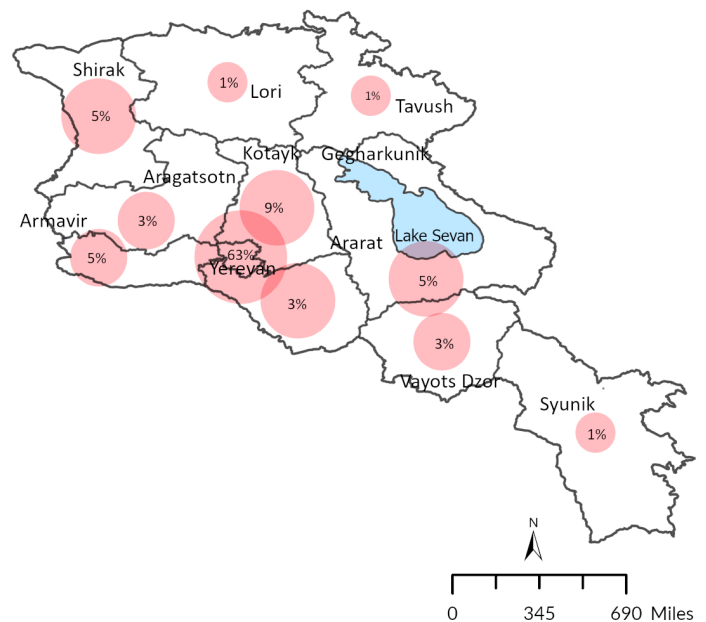 Shirak
1%
Lori
1%
Tavush
5%
Kotayk
Gegharkunik
Aragatsotn
Armavir
3%
9%
Ararat
Lake Sevan
5%
63%
Yerevan
5%
3%
3%
Vayots Dzor
Syunik
1%
N
0 345 690 Miles